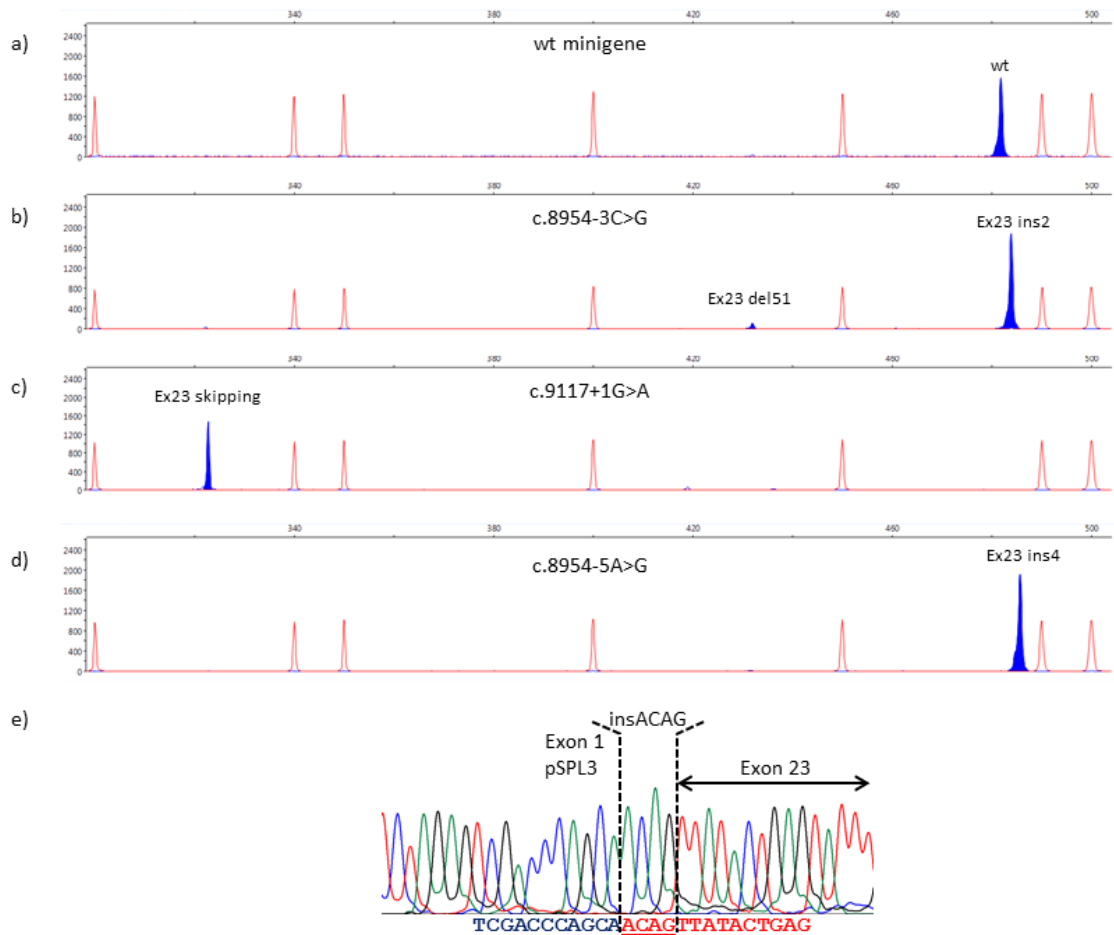 340 380 420 460 500
a)
wt minigene
wt
2400
2000
1600
1200
800
400
0
340 380 420 460 500
b)
c.8954-3C>G
Ex23 ins2
Ex23 del51
2400
2000
1600
1200
800
400
0
340 380 420 460 500
c)
c.9117+1G>A
Ex23 skipping
2400
2000
1600
1200
800
400
0
340 380 420 460 500
d)
c.8954-5A>G
Ex23 ins4
2400
2000
1600
1200
800
400
0
e)
insACAG
Exon 1
pSPL3
Exon 23
TCGACCCAGCAACAGTTATACTGAG